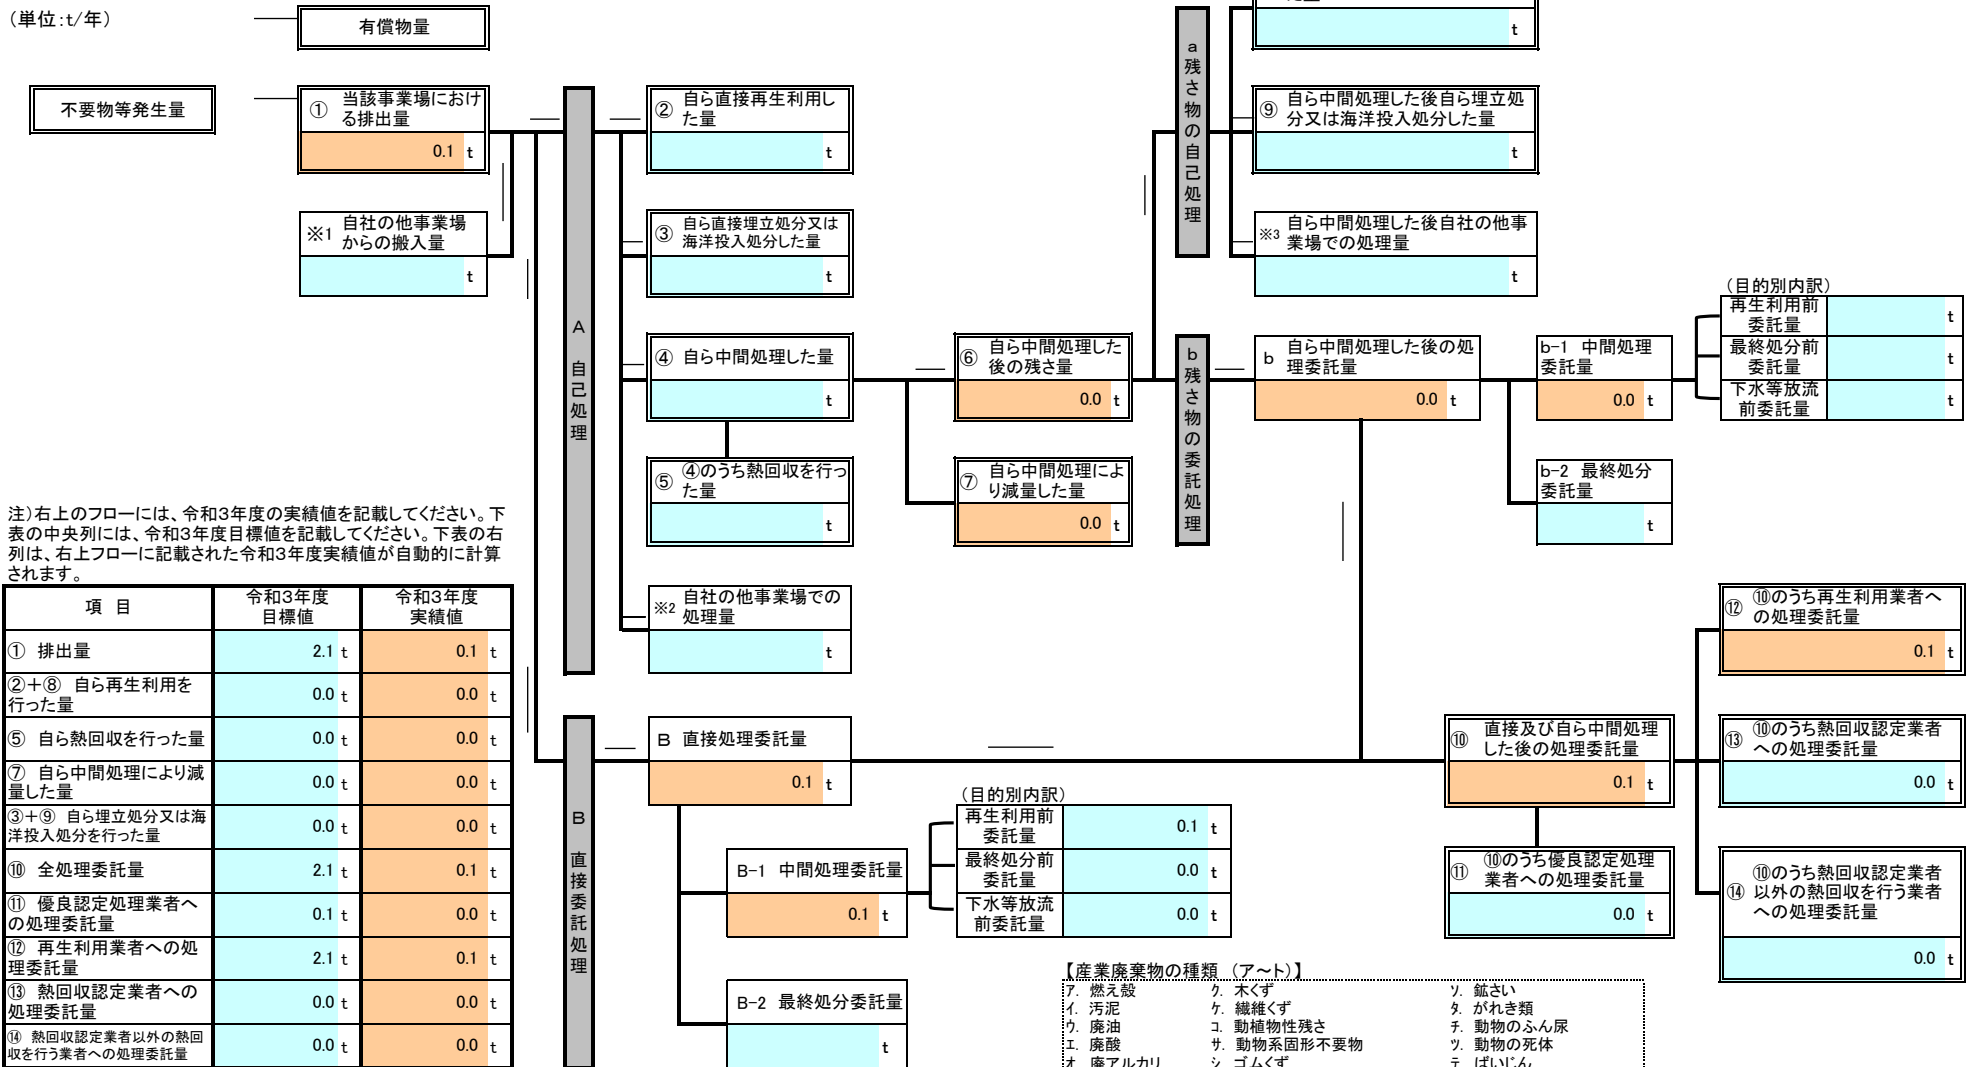 (単位:t/年)
有償物量
t
不要物等発生量
① 当該事業場におけ
る排出量
0.1 t
※1 自社の他事業場
からの搬入量
t
A 自己処理
② 自ら直接再生利用し
た量
t
③ 自ら直接埋立処分又は
海洋投入処分した量
t
④ 自ら中間処理した量
t
⑤ ④のうち熱回収を行っ
た量
t
※2 自社の他事業場での
処理量
t
⑥ 自ら中間処理した
後の残さ量
0.0 t
⑦ 自ら中間処理によ
り減量した量
0.0 t
a残さ物の自己処理
⑨ 自ら中間処理した後自ら埋立処
分又は海洋投入処分した量
t
※3 自ら中間処理した後自社の他事
業場での処理量
t
b残さ物の委託処理
b 自ら中間処理した後の処
理委託量
0.0 t
b-1 中間処理
委託量
0.0 t
b-2 最終処分
委託量
t
(目的別内訳)
再生利用前
委託量
t
最終処分前
委託量
t
下水等放流
前委託量
t
注)右上のフローには、令和3年度の実績値を記載してください。下
表の中央列には、令和3年度目標値を記載してください。下表の右
列は、右上フローに記載された令和3年度実績値が自動的に計算
されます。
項 目 令和3年度
目標値 令和3年度
実績値
① 排出量 2.1 t 0.1 t
②+⑧ 自ら再生利用を
行った量 0.0 t 0.0 t
⑤ 自ら熱回収を行った量 0.0 t 0.0 t
⑦ 自ら中間処理により減
量した量 0.0 t 0.0 t
③+⑨ 自ら埋立処分又は海
洋投入処分を行った量 0.0 t 0.0 t
⑩ 全処理委託量 2.1 t 0.1 t
⑪ 優良認定処理業者へ
の処理委託量 0.1 t 0.0 t
⑫ 再生利用業者への処
理委託量 2.1 t 0.1 t
⑬ 熱回収認定業者への
処理委託量 0.0 t 0.0 t
⑭ 熱回収認定業者以外の熱回
収を行う業者への処理委託量 0.0 t 0.0 t
B 直接委託処理
B 直接処理委託量
0.1 t
B-1 中間処理委託量
0.1 t
B-2 最終処分委託量
t
(目的別内訳)
再生利用前
委託量
0.1 t
最終処分前
委託量
0.0 t
下水等放流
前委託量
0.0 t
⑩ 直接及び自ら中間処理
した後の処理委託量
0.1 t
⑪ ⑩のうち優良認定処理
業者への処理委託量
0.0 t
⑫ ⑩のうち再生利用業者へ
の処理委託量
0.1 t
⑬ ⑩のうち熱回収認定業者
への処理委託量
0.0 t
⑭ ⑩のうち熱回収認定業者
以外の熱回収を行う業者
への処理委託量
0.0 t
【産業廃棄物の種類 (ア~ト)】
ア. 燃え殻 ク. 木くず ソ. 鉱さい
イ. 汚泥 ケ. 繊維くず タ. がれき類
ウ. 廃油 コ. 動植物性残さ チ. 動物のふん尿
エ. 廃酸 サ. 動物系固形不要物 ツ. 動物の死体
オ. 廃アルカリ シ. ゴムくず テ. ばいじん